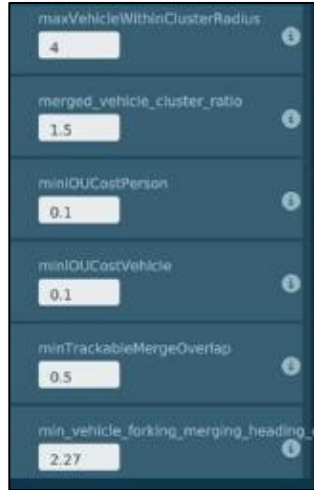 maxVehicleWithinClusterRadius
4
merged_vehicle_cluster_ratio
1.5
minIOUCostPerson
0.1
minIOUCostVehicle
0.1
minTrackableMergeOverlap
0.5
min_vehicle_forking_merging_heading_
2.27